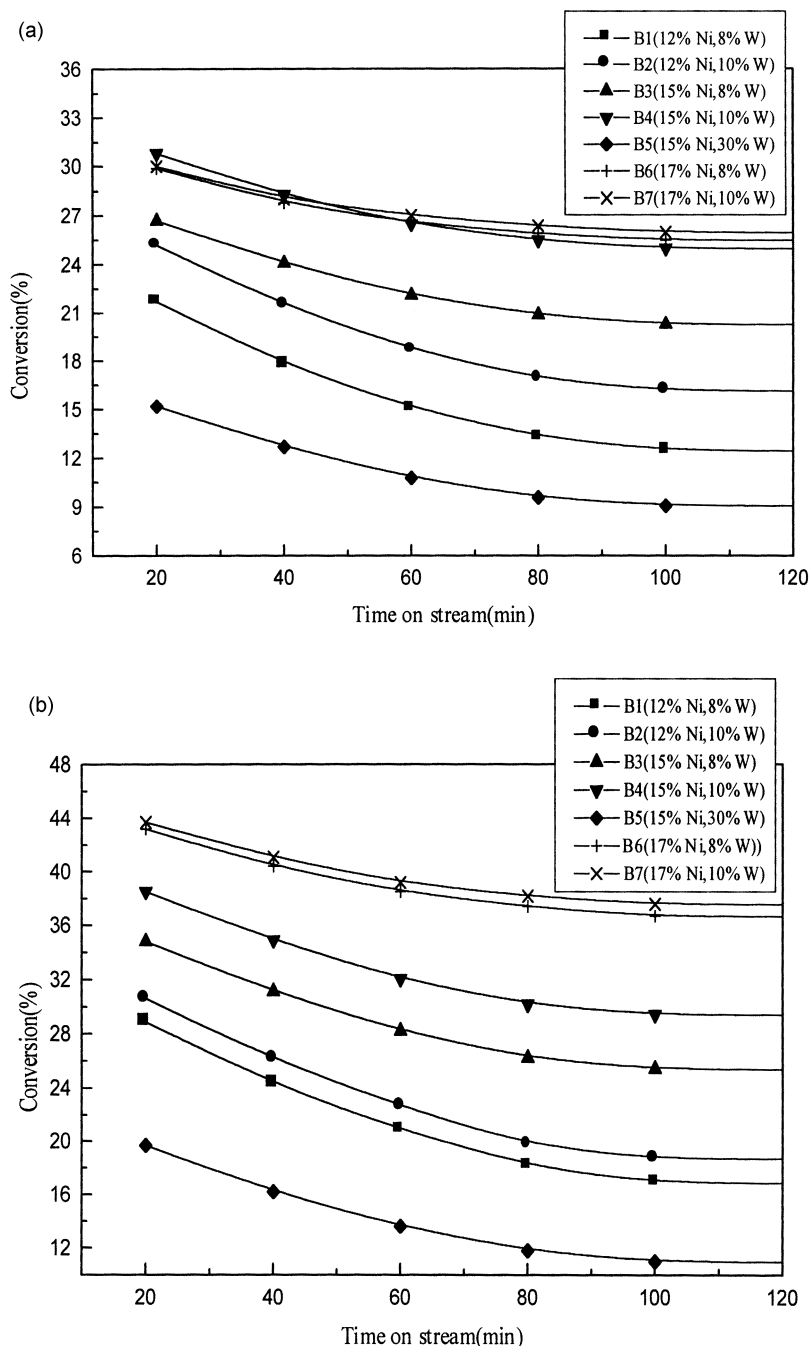 (a)
B1(12% Ni,8% W)
B2(12% Ni,10% W)
B3(15% Ni,8% W)
B4(15% Ni,10% W)
B5(15% Ni,30% W)
B6(17% Ni,8% W)
B7(17% Ni,10% W)
36
33
30
27
24
21
18
15
12
9
6
Conversion(%)
20 40 60 80 100 120
Time on stream(min)
(b)
B1(12% Ni,8% W)
B2(12% Ni,10% W)
B3(15% Ni,8% W)
B4(15% Ni,10% W)
B5(15% Ni,30% W)
B6(17% Ni,8% W))
B7(17% Ni,10% W)
48
44
40
36
32
28
24
20
16
12
Conversion(%)
20 40 60 80 100 120
Time on stream(min)